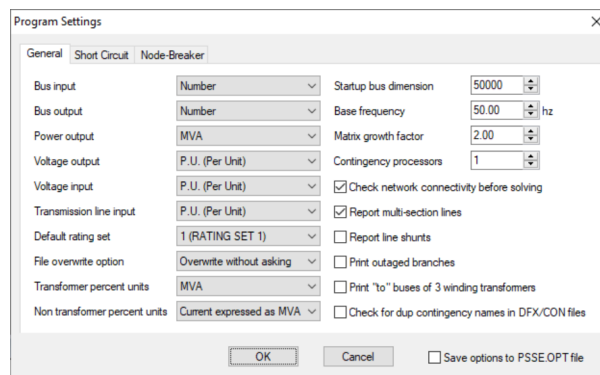 Program Settings
General Short Circuit Node-Breaker
Bus input Number Startup bus dimension 50000
Bus output Number Base frequency 50.00 hz
Power output MVA Matrix growth factor 2.00
Voltage output P.U. (Per Unit) Contingency processors 1
Voltage input P.U. (Per Unit) Check network connectivity before solving
Transmission line input P.U. (Per Unit) Report multi-section lines
Default rating set 1 (RATING SET 1) Report line shunts
File overwrite option Overwrite without asking Print outaged branches
Transformer percent units MVA Print "to" buses of 3 winding transformers
Non transformer percent units Current expressed as MVA Check for dup contingency names in DFX/CON files
OK Cancel Save options to PSSE.OPT file